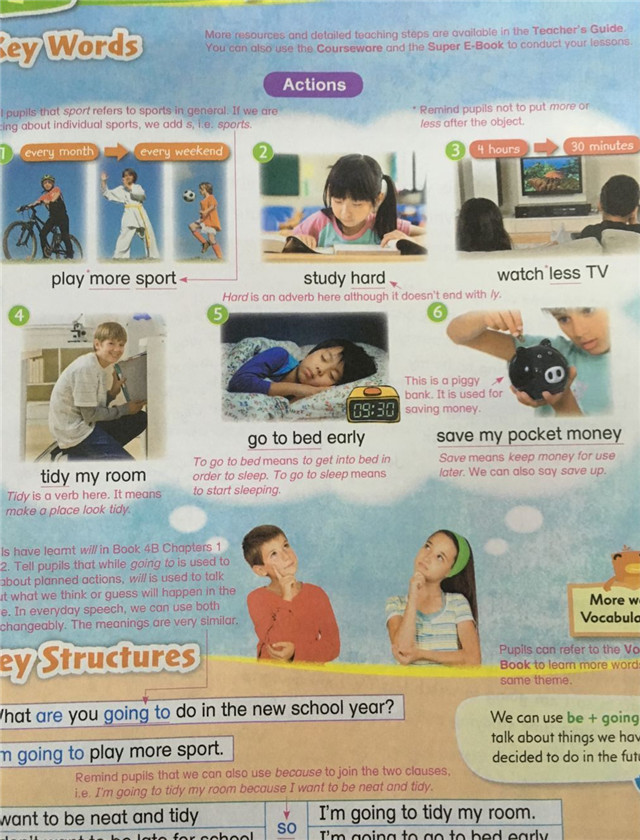 Key Words
More resources and detailed teaching steps are available in the Teacher's Guide.
You can also use the Courseware and the Super E-Book to conduct your lessons.
Actions
pupils that sport refers to sports in general. If we are
about individual sports, we add s, i.e. sports.
* Remind pupils not to put more or
less after the object.
1 every month every weekend
play *more sport
2
study hard
3 4 hours 30 minutes
watch *less TV
Hard is an adverb here although it doesn't end with ly.
4
tidy my room
Tidy is a verb here. It means
make a place look tidy.
5
09:30
go to bed early
To go to bed means to get into bed in
order to sleep. To go to sleep means
to start sleeping.
6
This is a piggy
bank. It is used for
saving money.
save my pocket money
Save means keep money for use
later. We can also say save up.
ls have learnt will in Book 4B Chapters 1
2. Tell pupils that while going to is used to
about planned actions, will is used to talk
what we think or guess will happen in the
e. In everyday speech, we can use both
changeably. The meanings are very similar.
More w
Vocabula
Key Structures
Pupils can refer to the Vo
Book to learn more words
same theme.
What are you going to do in the new school year?
m going to play more sport.
We can use be + going
talk about things we hav
decided to do in the futu
Remind pupils that we can also use because to join the two clauses,
i.e. I'm going to tidy my room because I want to be neat and tidy.
want to be neat and tidy so I'm going to tidy my room.
don't want to be late for school I'm going to go to bed early